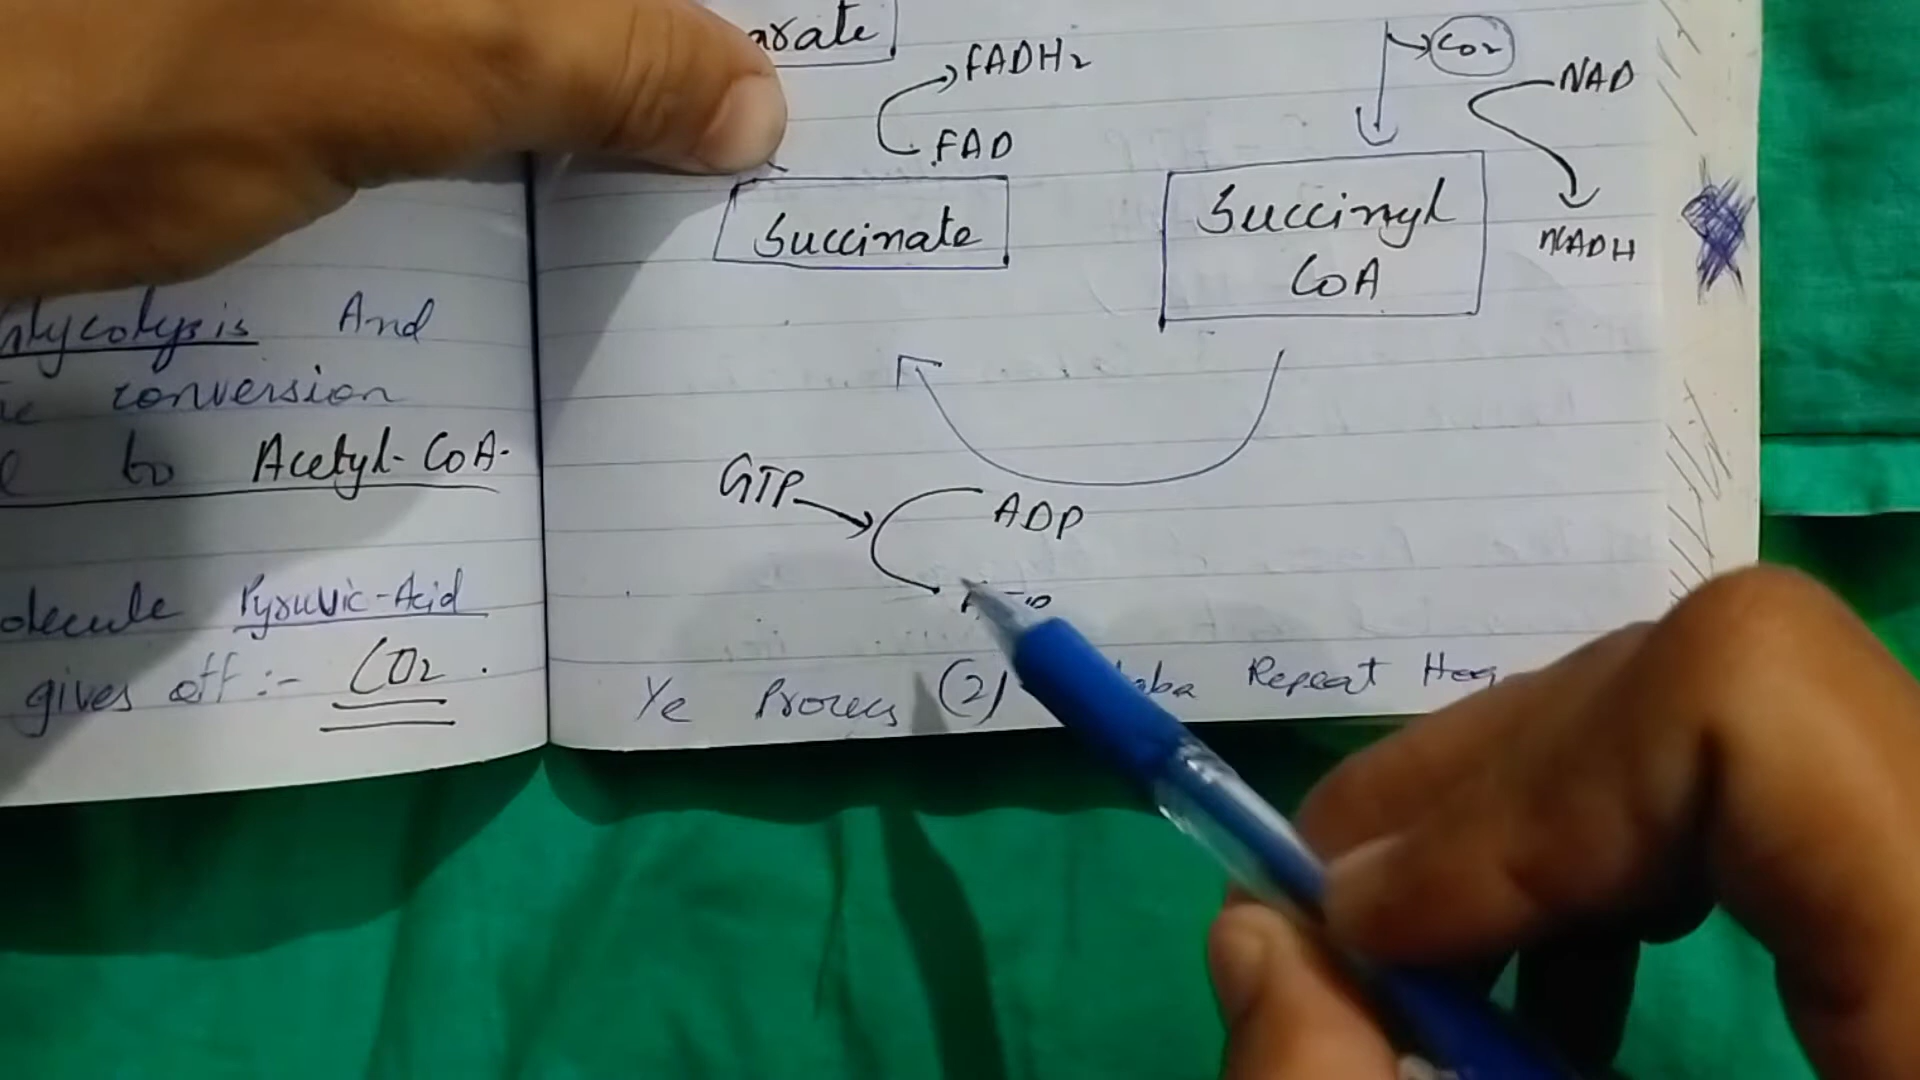 FADH2
CO2
NAD
FAD
Succinate
Succinyl
CoA
NADH
Glycolysis And
conversion
to Acetyl-CoA.
GTP
ADP
Pyruvic-Acid
gives off:- CO2.
Ye Process (2) Repeat